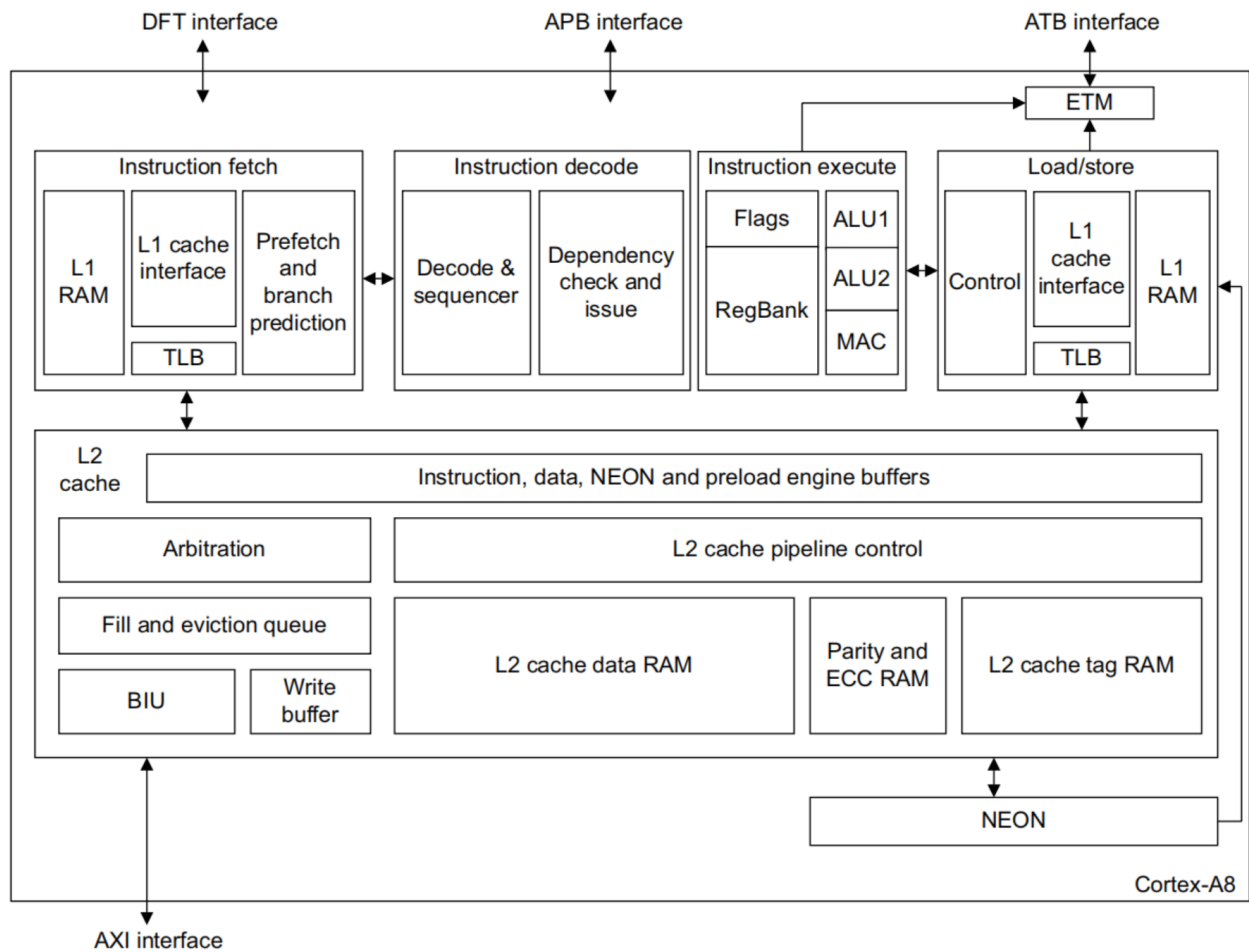 DFT interface
APB interface
ATB interface
ETM
Instruction fetch
L1
RAM
L1 cache
interface
TLB
Prefetch
and
branch
prediction
Instruction decode
Decode &
sequencer
Dependency
check and
issue
Instruction execute
Flags
RegBank
ALU1
ALU2
MAC
Load/store
Control
L1
cache
interface
TLB
L1
RAM
L2
cache
Instruction, data, NEON and preload engine buffers
Arbitration
L2 cache pipeline control
Fill and eviction queue
BIU
Write
buffer
L2 cache data RAM
Parity and
ECC RAM
L2 cache tag RAM
NEON
Cortex-A8
AXI interface